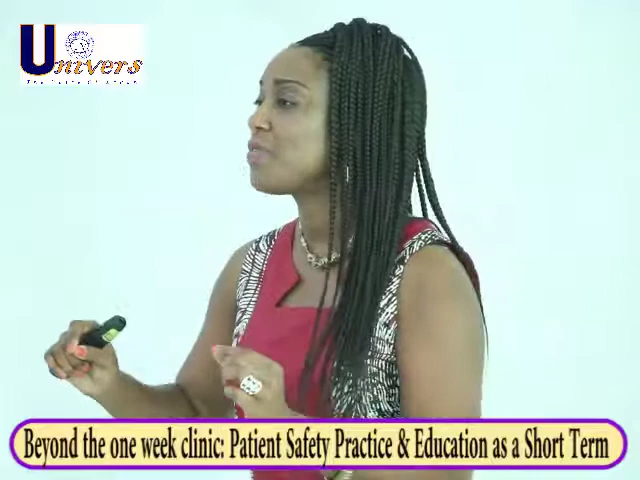 Univers
Beyond the one week clinic: Patient Safety Practice & Education as a Short Term